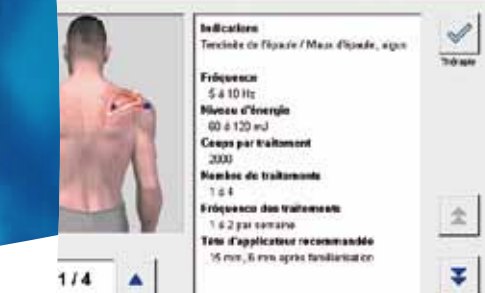 Indications
Tendinite de l'épaule / Maux d'épaule, aigus
Fréquence
5 à 10 Hz
Niveau d'énergie
60 à 120 mJ
Coups par traitement
2000
Nombre de traitements
1 à 4
Fréquence des traitements
1 à 2 par semaine
Tête d'applicateur recommandée
15 mm, 6 mm après familiarisation
Thérapie
1 / 4